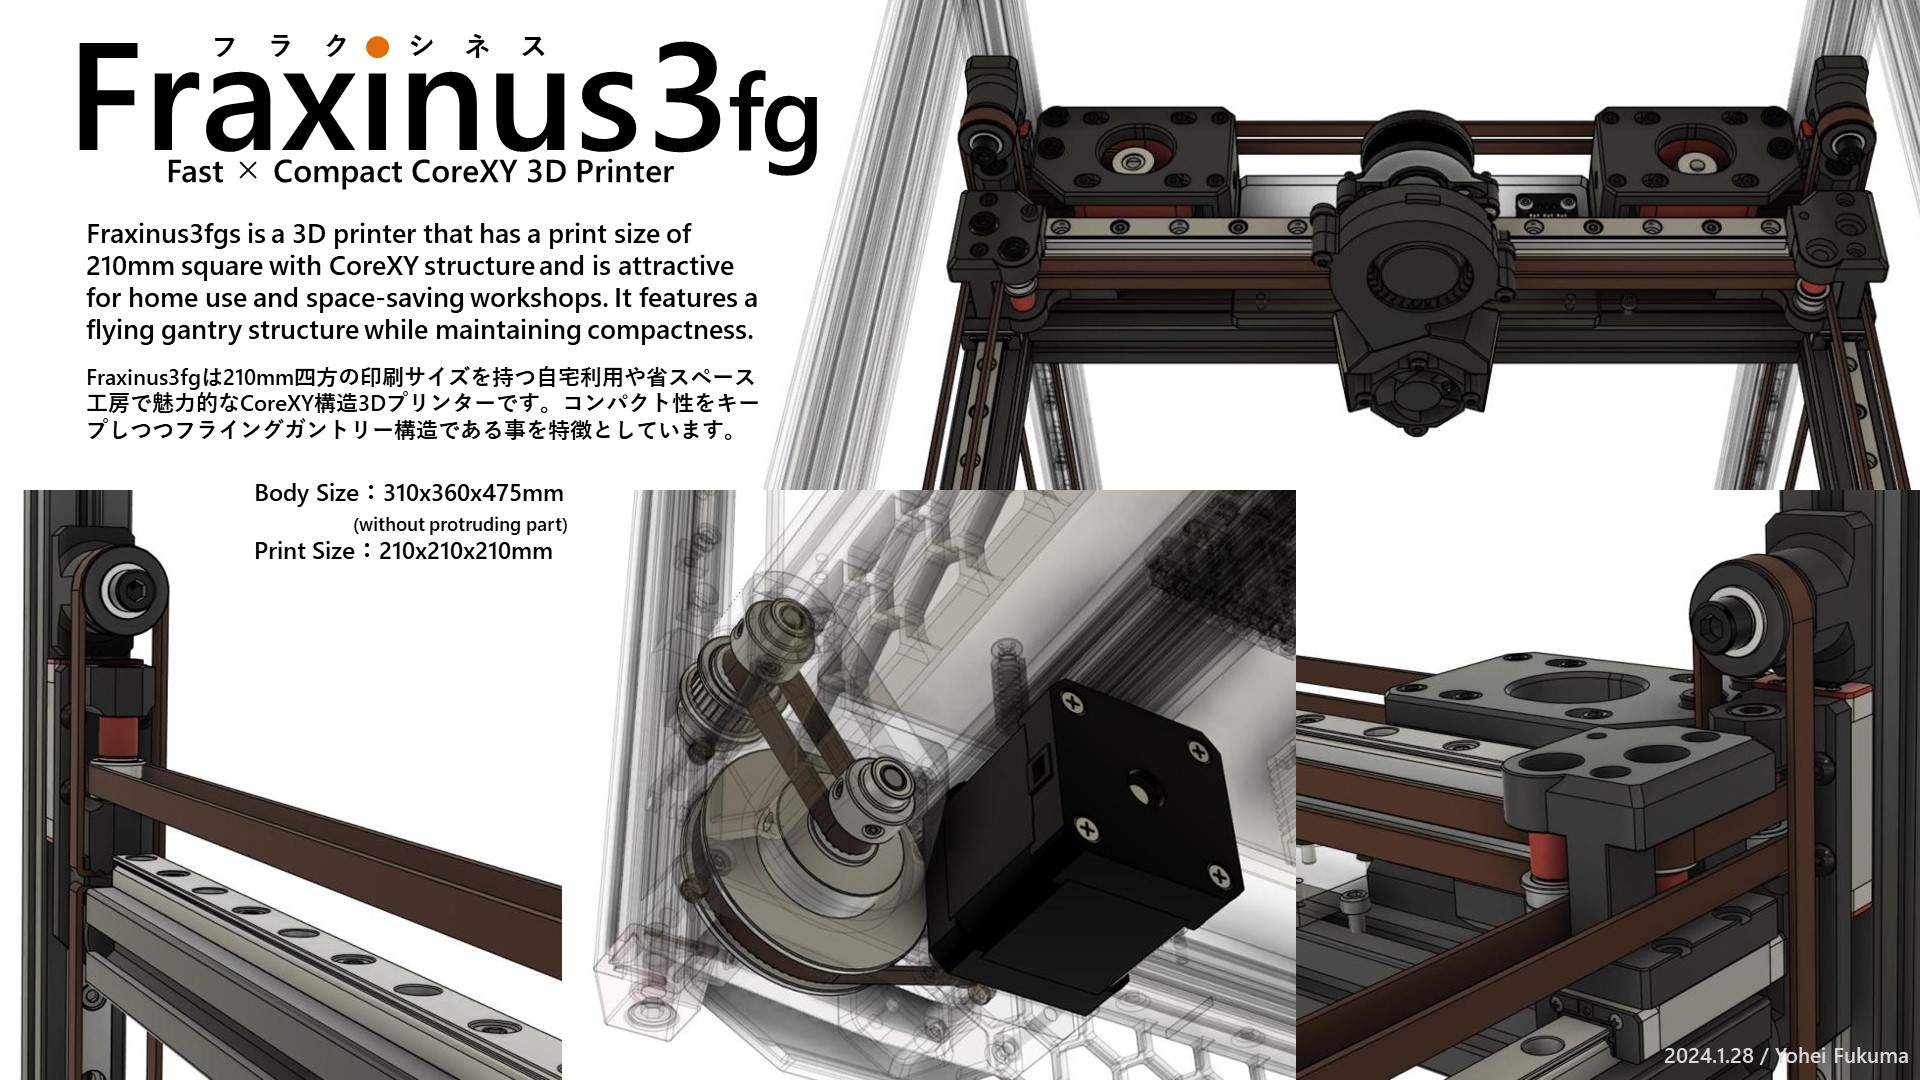 フラクシネス
Fraxinus3fg
Fast × Compact CoreXY 3D Printer
Fraxinus3fgs is a 3D printer that has a print size of
210mm square with CoreXY structure and is attractive
for home use and space-saving workshops. It features a
flying gantry structure while maintaining compactness.
Fraxinus3fgは210mm四方の印刷サイズを持つ自宅利用や省スペース
工房で魅力的なCoreXY構造3Dプリンターです。コンパクト性をキー
プしつつフライングガントリー構造である事を特徴としています。
Body Size：310x360x475mm
(without protruding part)
Print Size：210x210x210mm
2024.1.28 / Yohei Fukuma